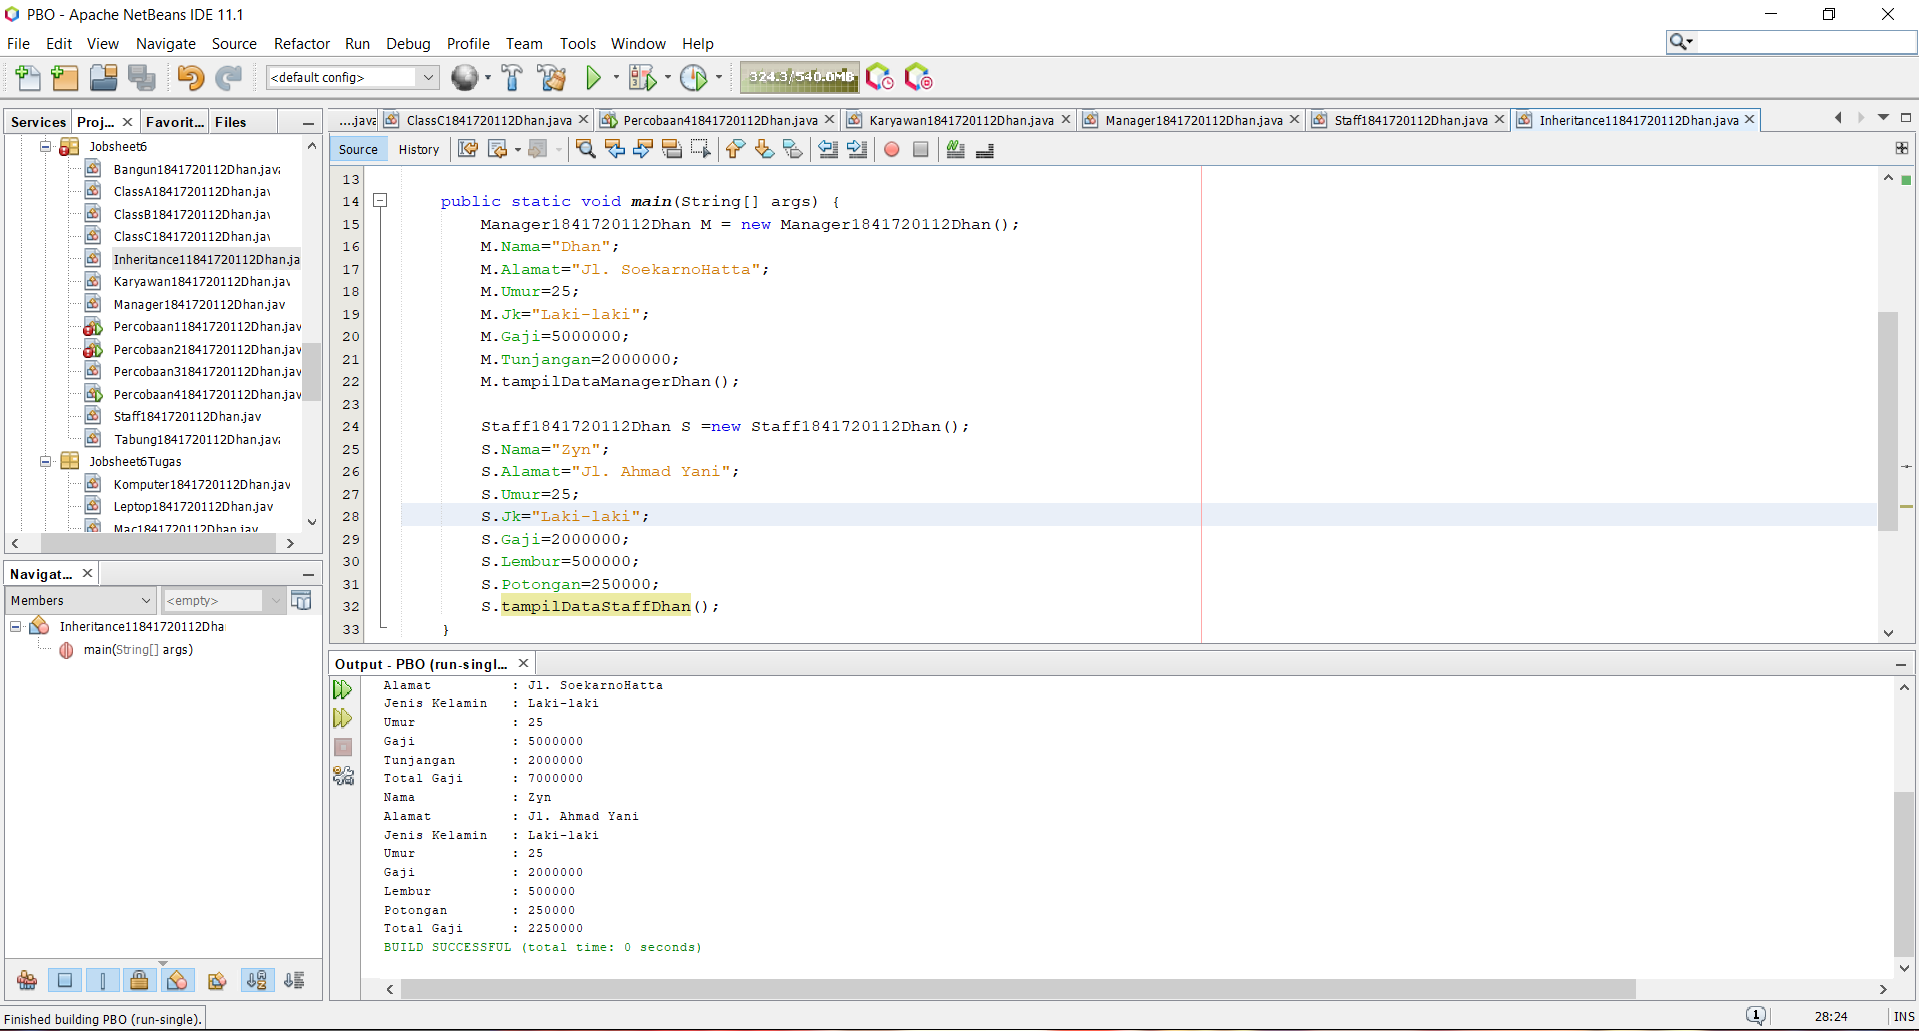 PBO - Apache NetBeans IDE 11.1
File Edit View Navigate Source Refactor Run Debug Profile Team Tools Window Help
<default config>
324.3/540.0MB
Services Proj... Favorit... Files
Jobsheet6
Bangun1841720112Dhan.java
ClassA1841720112Dhan.jav
ClassB1841720112Dhan.jav
ClassC1841720112Dhan.jav
Inheritance11841720112Dhan.ja
Karyawan1841720112Dhan.jav
Manager1841720112Dhan.jav
Percobaan11841720112Dhan.jav
Percobaan21841720112Dhan.jav
Percobaan31841720112Dhan.jav
Percobaan41841720112Dhan.jav
Staff1841720112Dhan.jav
Tabung1841720112Dhan.java
Jobsheet6Tugas
Komputer1841720112Dhan.jav
Leptop1841720112Dhan.jav
Mac1841720112Dhan.jav
Navigat...
Members <empty>
Inheritance11841720112Dha
main(String[] args)
....java ClassC1841720112Dhan.java Percobaan41841720112Dhan.java Karyawan1841720112Dhan.java Manager1841720112Dhan.java Staff1841720112Dhan.java Inheritance11841720112Dhan.java
Source History
13
14 public static void main(String[] args) {
15 Manager1841720112Dhan M = new Manager1841720112Dhan();
16 M.Nama="Dhan";
17 M.Alamat="Jl. SoekarnoHatta";
18 M.Umur=25;
19 M.Jk="Laki-laki";
20 M.Gaji=5000000;
21 M.Tunjangan=2000000;
22 M.tampilDataManagerDhan();
23
24 Staff1841720112Dhan S =new Staff1841720112Dhan();
25 S.Nama="Zyn";
26 S.Alamat="Jl. Ahmad Yani";
27 S.Umur=25;
28 S.Jk="Laki-laki";
29 S.Gaji=2000000;
30 S.Lembur=500000;
31 S.Potongan=250000;
32 S.tampilDataStaffDhan();
33 }
Output - PBO (run-singl...
Alamat : Jl. SoekarnoHatta
Jenis Kelamin : Laki-laki
Umur : 25
Gaji : 5000000
Tunjangan : 2000000
Total Gaji : 7000000
Nama : Zyn
Alamat : Jl. Ahmad Yani
Jenis Kelamin : Laki-laki
Umur : 25
Gaji : 2000000
Lembur : 500000
Potongan : 250000
Total Gaji : 2250000
BUILD SUCCESSFUL (total time: 0 seconds)
Finished building PBO (run-single).
1 28:24 INS